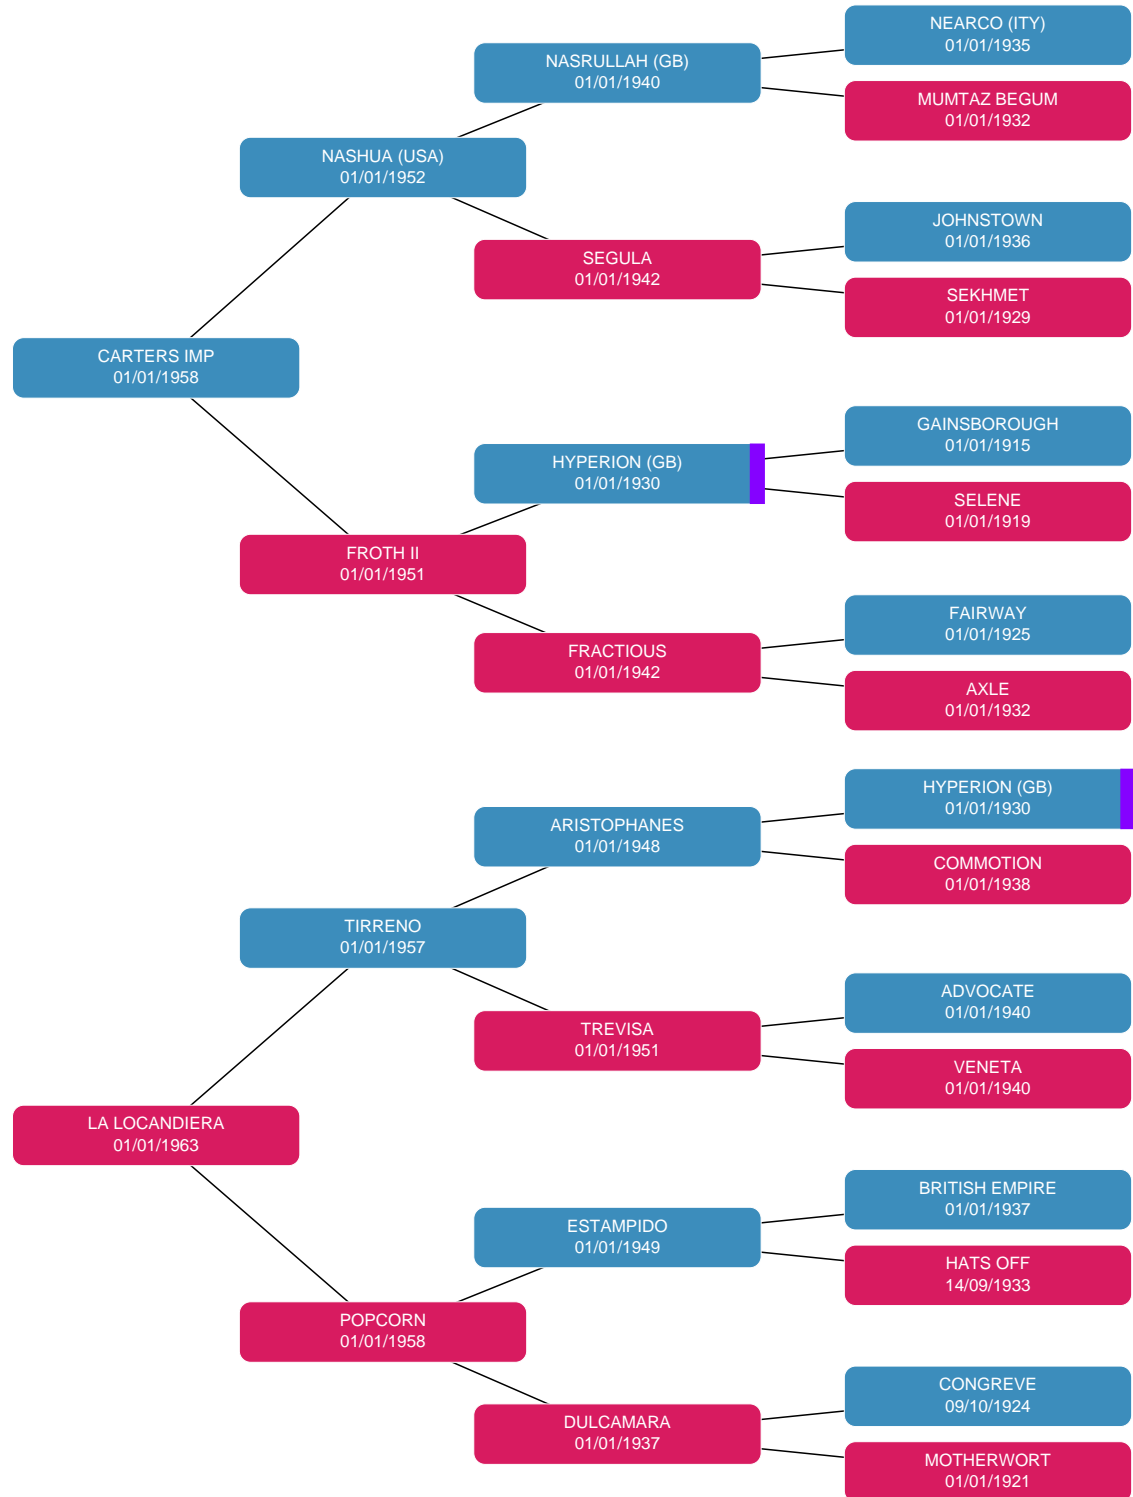 NEARCO (ITY)
01/01/1935
NASRULLAH (GB)
01/01/1940
MUMTAZ BEGUM
01/01/1932
NASHUA (USA)
01/01/1952
JOHNSTOWN
01/01/1936
SEGULA
01/01/1942
SEKHMET
01/01/1929
CARTERS IMP
01/01/1958
GAINSBOROUGH
01/01/1915
HYPERION (GB)
01/01/1930
SELENE
01/01/1919
FROTH II
01/01/1951
FAIRWAY
01/01/1925
FRACTIOUS
01/01/1942
AXLE
01/01/1932
HYPERION (GB)
01/01/1930
ARISTOPHANES
01/01/1948
COMMOTION
01/01/1938
TIRRENO
01/01/1957
ADVOCATE
01/01/1940
TREVISA
01/01/1951
VENETA
01/01/1940
LA LOCANDIERA
01/01/1963
BRITISH EMPIRE
01/01/1937
ESTAMPIDO
01/01/1949
HATS OFF
14/09/1933
POPCORN
01/01/1958
CONGREVE
09/10/1924
DULCAMARA
01/01/1937
MOTHERWORT
01/01/1921